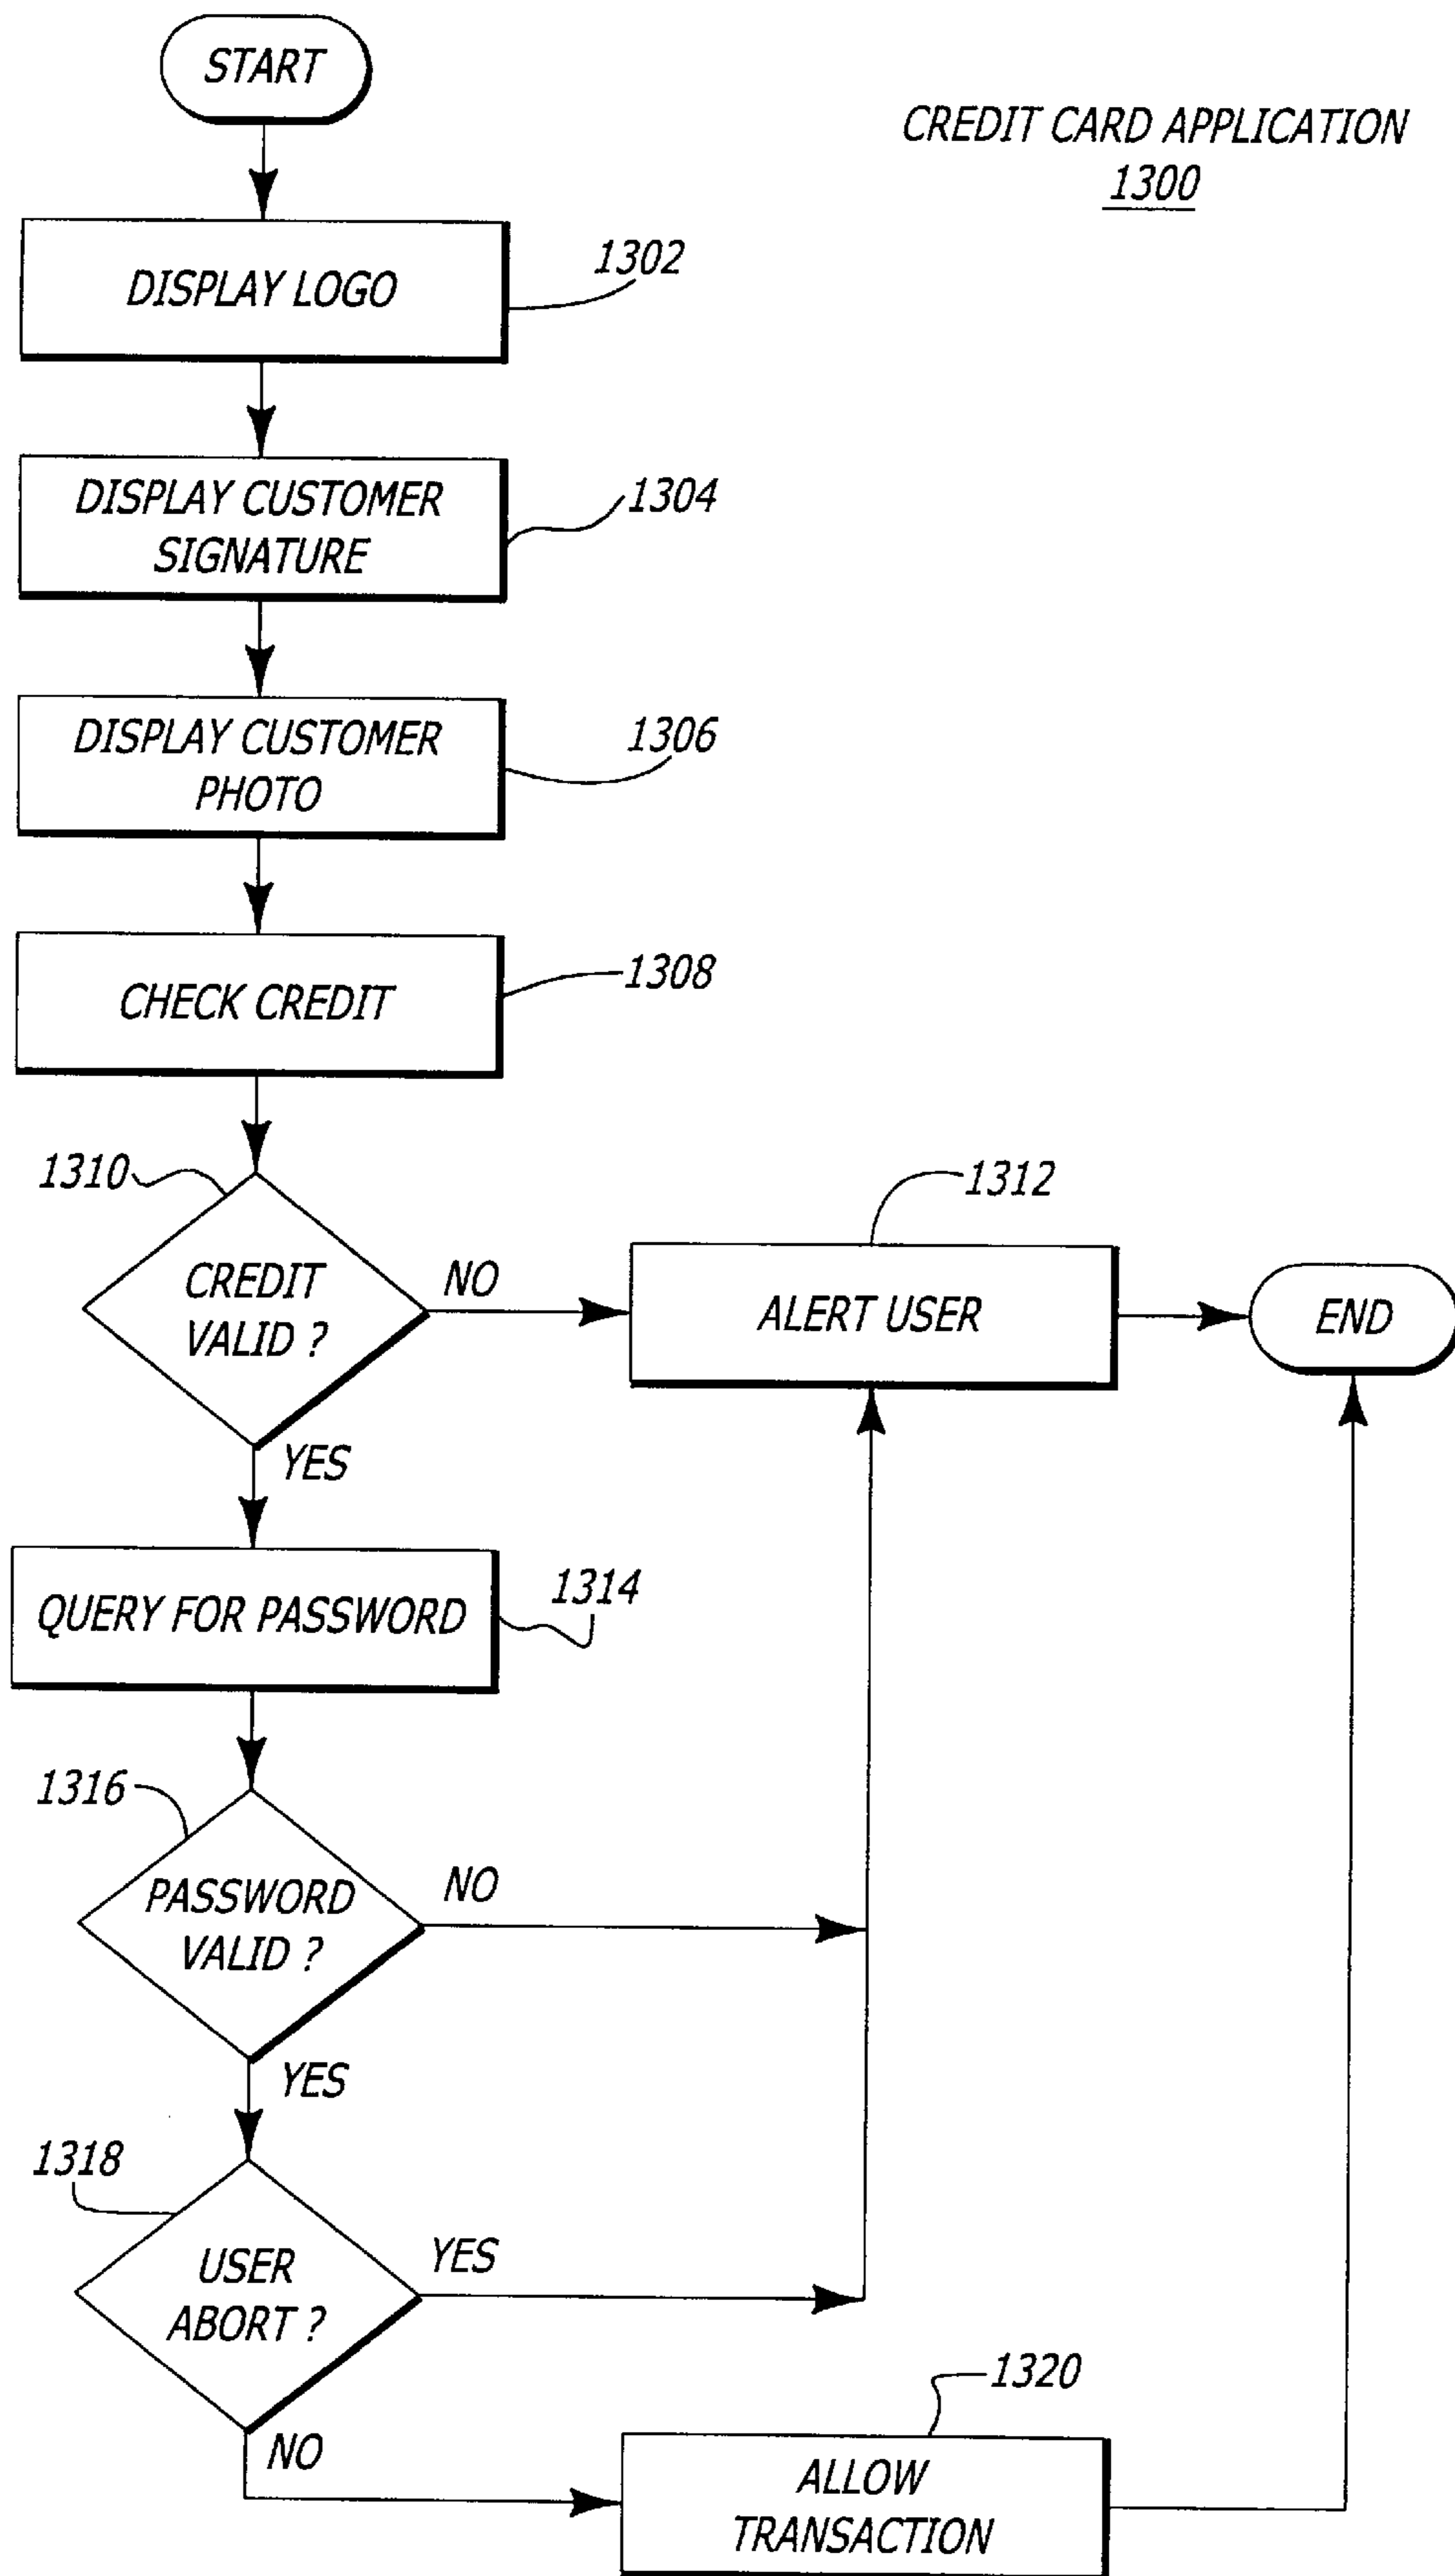 START
CREDIT CARD APPLICATION
1300
DISPLAY LOGO
1302
DISPLAY CUSTOMER
SIGNATURE
1304
DISPLAY CUSTOMER
PHOTO
1306
CHECK CREDIT
1308
1310
CREDIT
VALID ?
NO
YES
1312
ALERT USER
END
QUERY FOR PASSWORD
1314
1316
PASSWORD
VALID ?
NO
YES
1318
USER
ABORT ?
YES
NO
1320
ALLOW
TRANSACTION